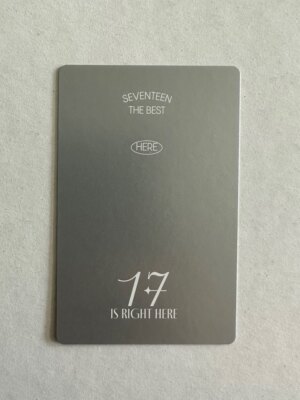 SEVENTEEN
THE BEST
HERE
17
IS RIGHT HERE